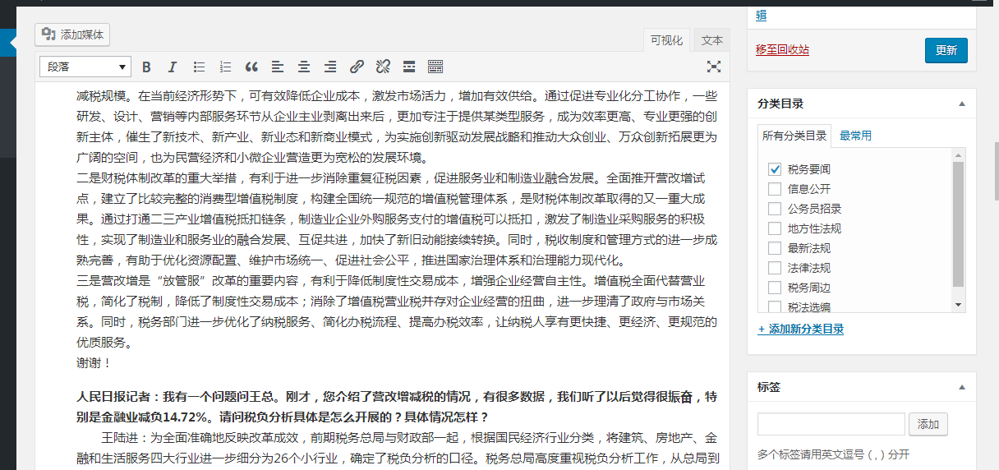 辑
添加媒体
可视化
文本
移至回收站
更新
段落
减税规模。在当前经济形势下，可有效降低企业成本，激发市场活力，增加有效供给。通过促进专业化分工协作，一些
研发、设计、营销等内部服务环节从企业主业剥离出来后，更加专注于提供某类型服务，成为效率更高、专业更强的创
新主体，催生了新技术、新产业、新业态和新商业模式，为实施创新驱动发展战略和推动大众创业、万众创新拓展更为
广阔的空间，也为民营经济和小微企业营造更为宽松的发展环境。
二是财税体制改革的重大举措，有利于进一步消除重复征税因素，促进服务业和制造业融合发展。全面推开营改增试
点，建立了比较完整的消费型增值税制度，构建全国统一规范的增值税管理体系，是财税体制改革取得的又一重大成
果。通过打通二三产业增值税抵扣链条，制造业企业外购服务支付的增值税可以抵扣，激发了制造业采购服务的积极
性，实现了制造业和服务业的融合发展、互促共进，加快了新旧动能接续转换。同时，税收制度和管理方式的进一步成
熟完善，有助于优化资源配置、维护市场统一、促进社会公平，推进国家治理体系和治理能力现代化。
三是营改增是“放管服”改革的重要内容，有利于降低制度性交易成本，增强企业经营自主性。增值税全面代替营业
税，简化了税制，降低了制度性交易成本；消除了增值税营业税并存对企业经营的扭曲，进一步理清了政府与市场关
系。同时，税务部门进一步优化了纳税服务、简化办税流程、提高办税效率，让纳税人享有更快捷、更经济、更规范的
优质服务。
谢谢！
人民日报记者：我有一个问题问王总。刚才，您介绍了营改增减税的情况，有很多数据，我们听了以后觉得很振奋，特
别是金融业减负14.72%。请问税负分析具体是怎么开展的？具体情况怎样？
王陆进：为全面准确地反映改革成效，前期税务总局与财政部一起，根据国民经济行业分类，将建筑、房地产、金
融和生活服务四大行业进一步细分为26个小行业，确定了税负分析的口径。税务总局高度重视税负分析工作，从总局到
分类目录
所有分类目录
最常用
税务要闻
信息公开
公务员招录
地方性法规
最新法规
法律法规
税务周边
税法选编
+ 添加新分类目录
标签
添加
多个标签请用英文逗号 ( , ) 分开